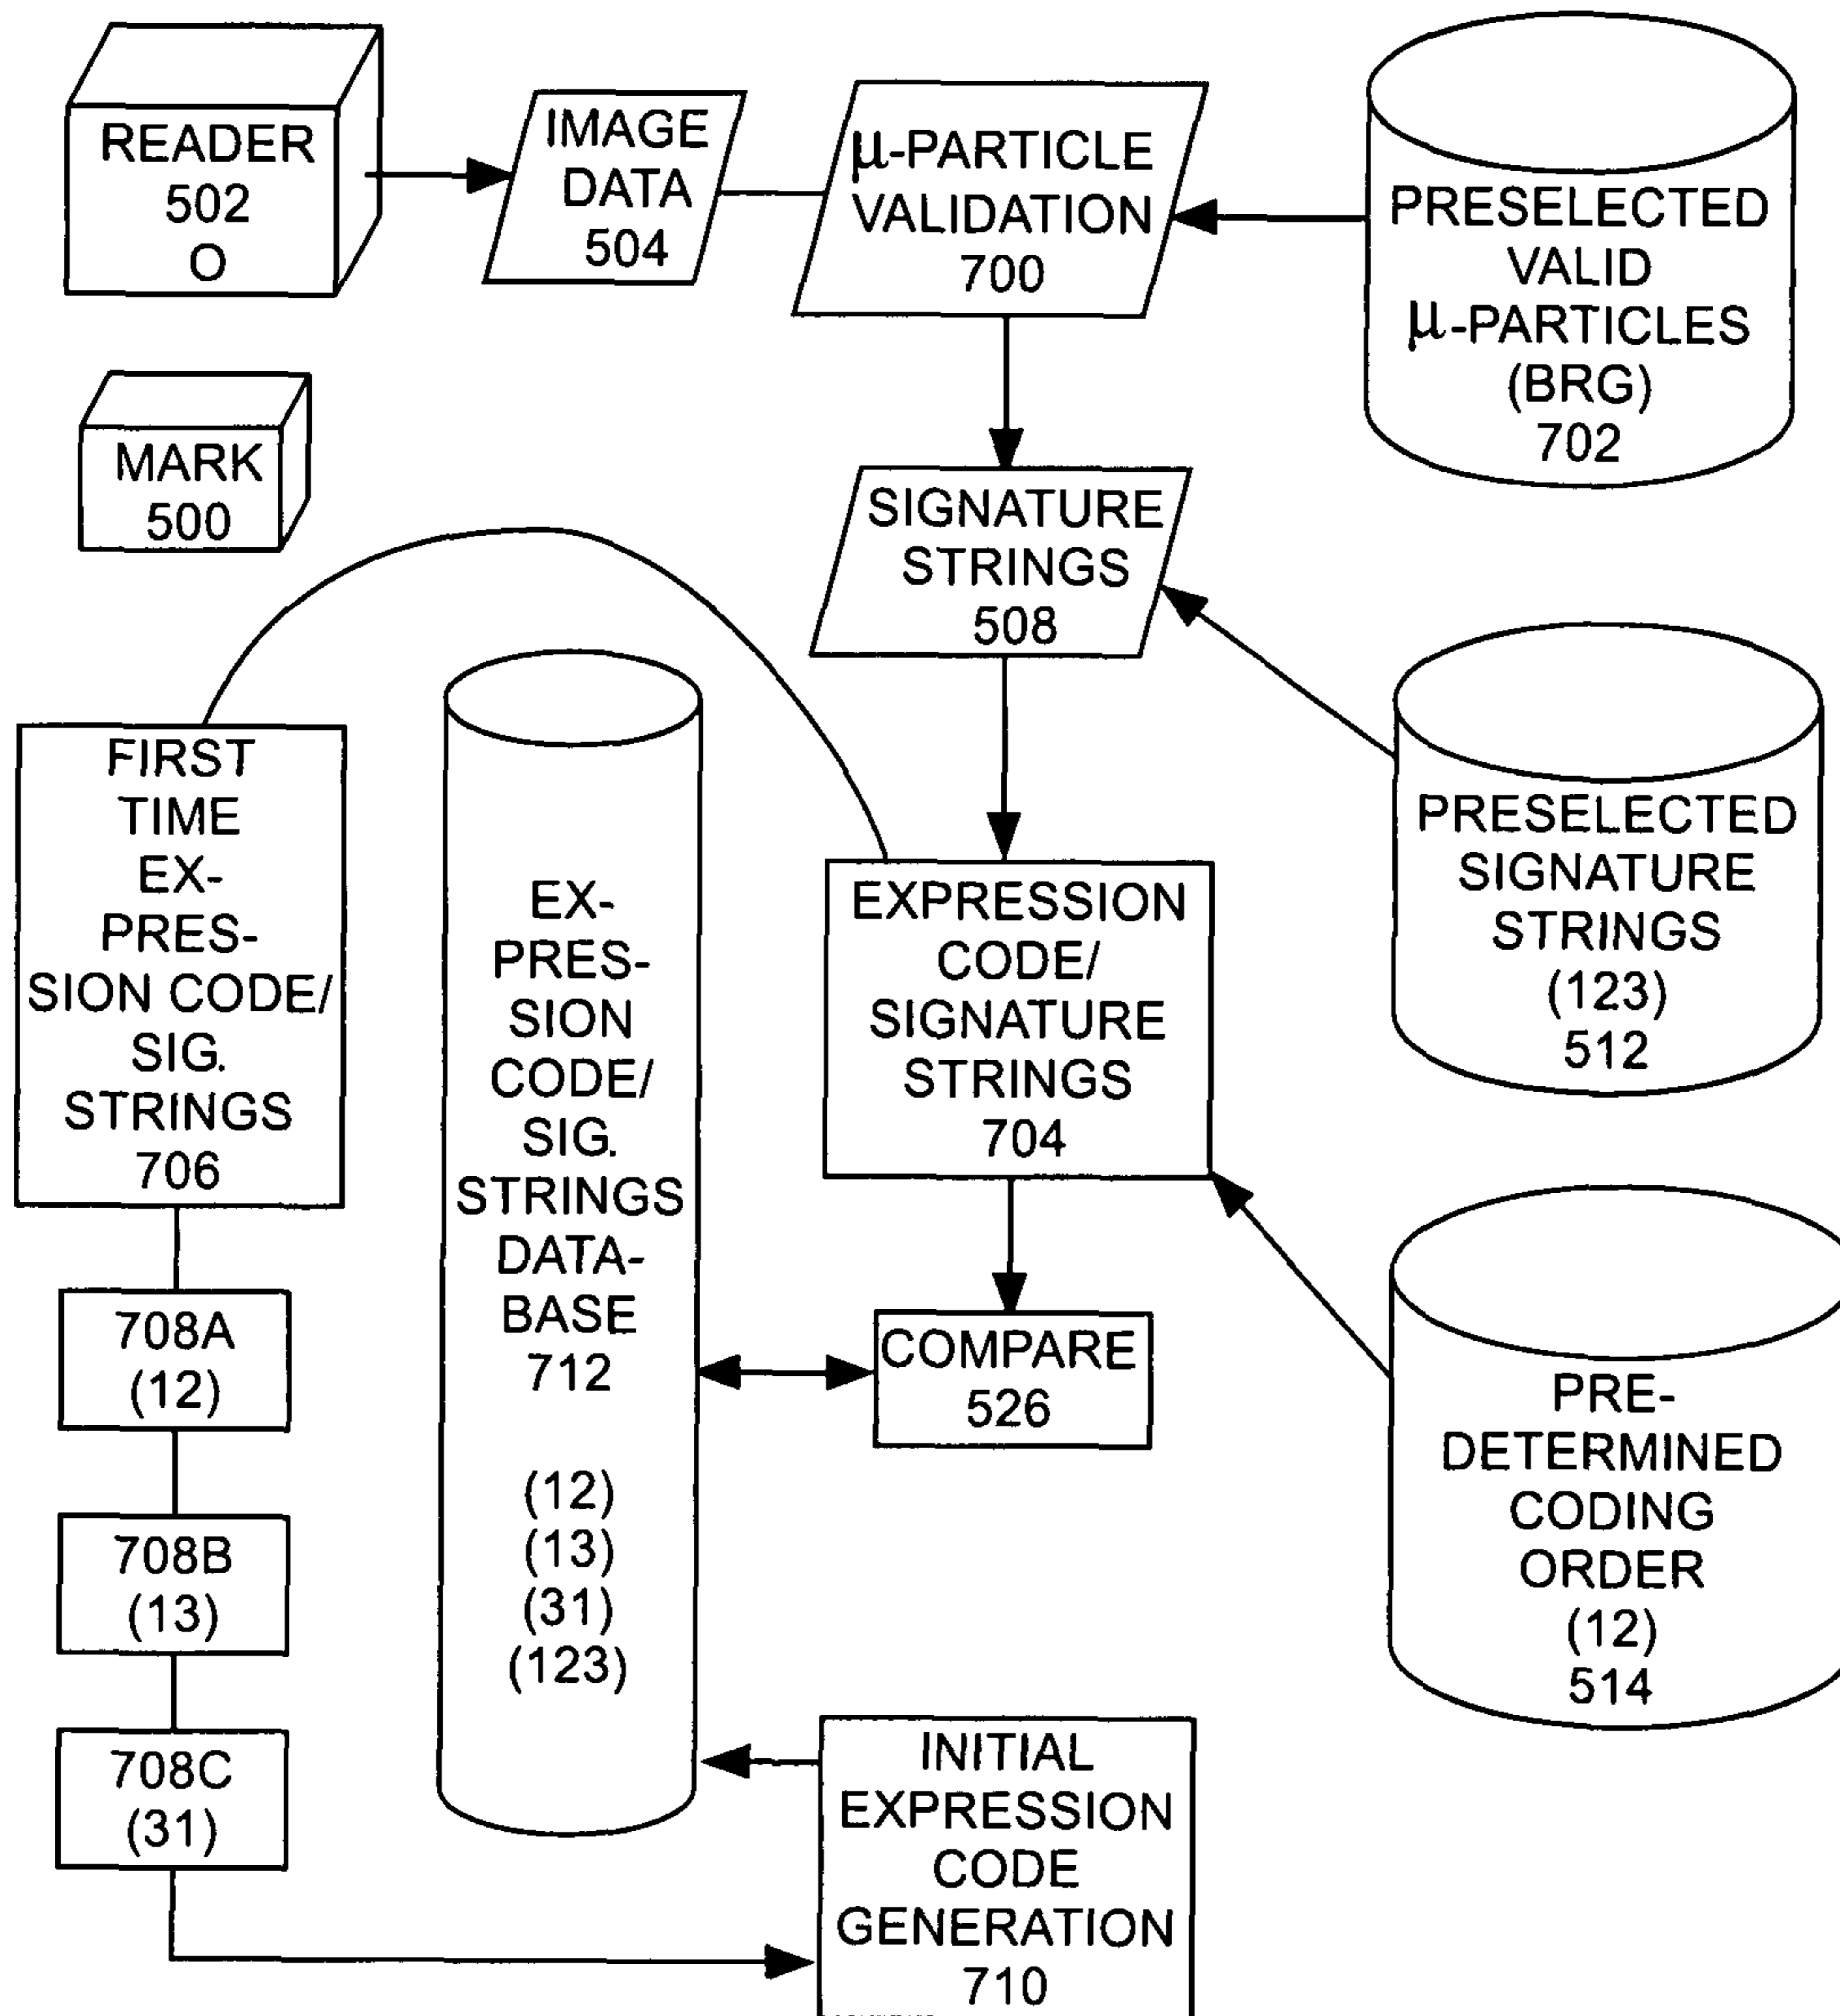 READER
502
O
IMAGE
DATA
504
µ-PARTICLE
VALIDATION
700
PRESELECTED
VALID
µ-PARTICLES
(BRG)
702
MARK
500
SIGNATURE
STRINGS
508
FIRST
TIME
EX-
PRES-
SION CODE/
SIG.
STRINGS
706
EX-
PRES-
SION
CODE/
SIG.
STRINGS
DATA-
BASE
712
(12)
(13)
(31)
(123)
EXPRESSION
CODE/
SIGNATURE
STRINGS
704
PRESELECTED
SIGNATURE
STRINGS
(123)
512
708A
(12)
COMPARE
526
PRE-
DETERMINED
CODING
ORDER
(12)
514
708B
(13)
708C
(31)
INITIAL
EXPRESSION
CODE
GENERATION
710